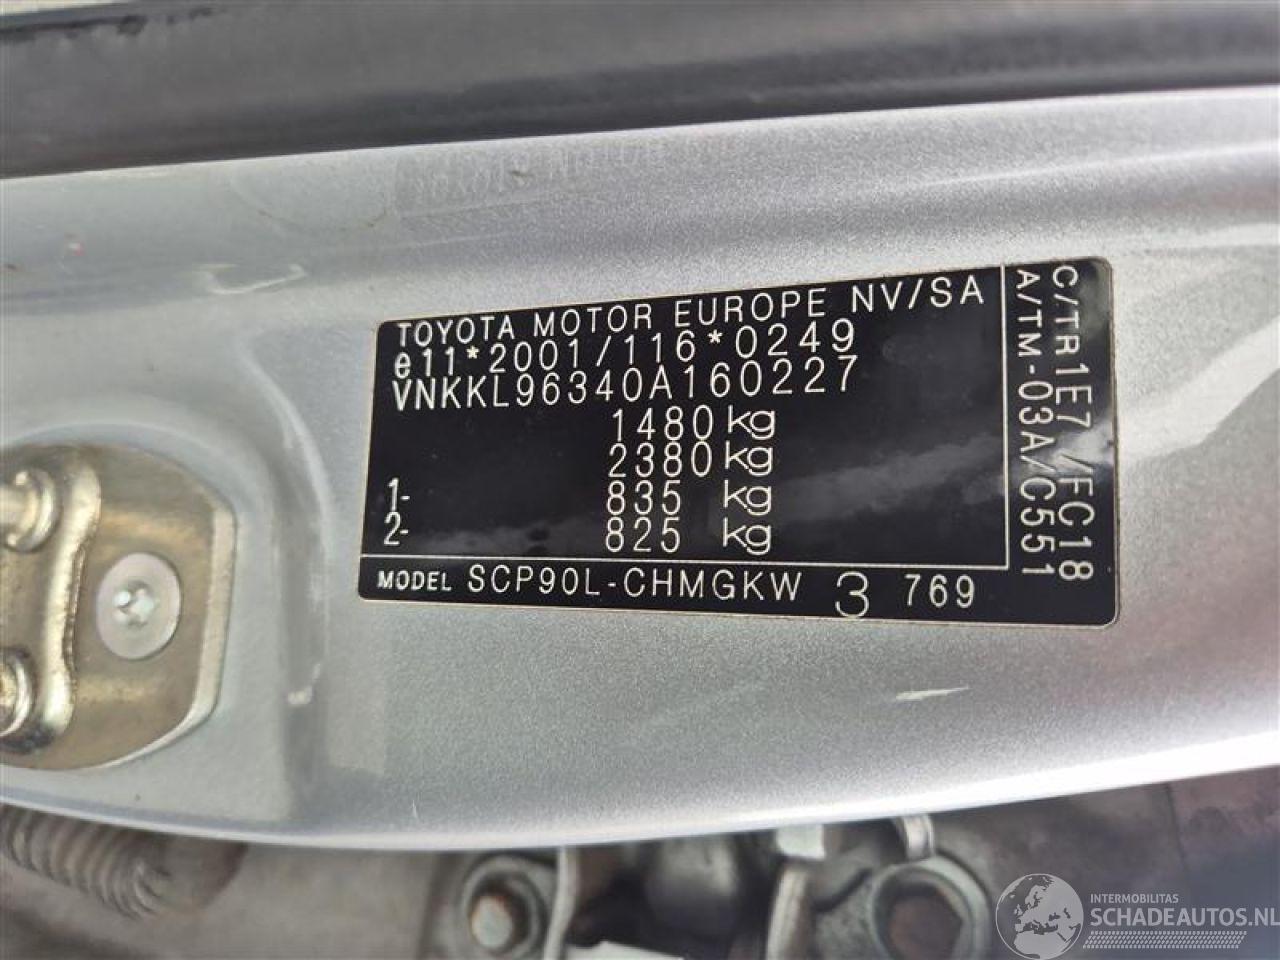 TOYOTA MOTOR EUROPE NV/SA
e11*2001/116*0249
VNKKL96340A160227
1480 kg
2380 kg
1- 835 kg
2- 825 kg
MODEL SCP90L-CHMGKW 3 769
C/TR1E7 /FC18
A/TM-03A/C551
INTERMOBILITAS
SCHADEAUTOS.NL